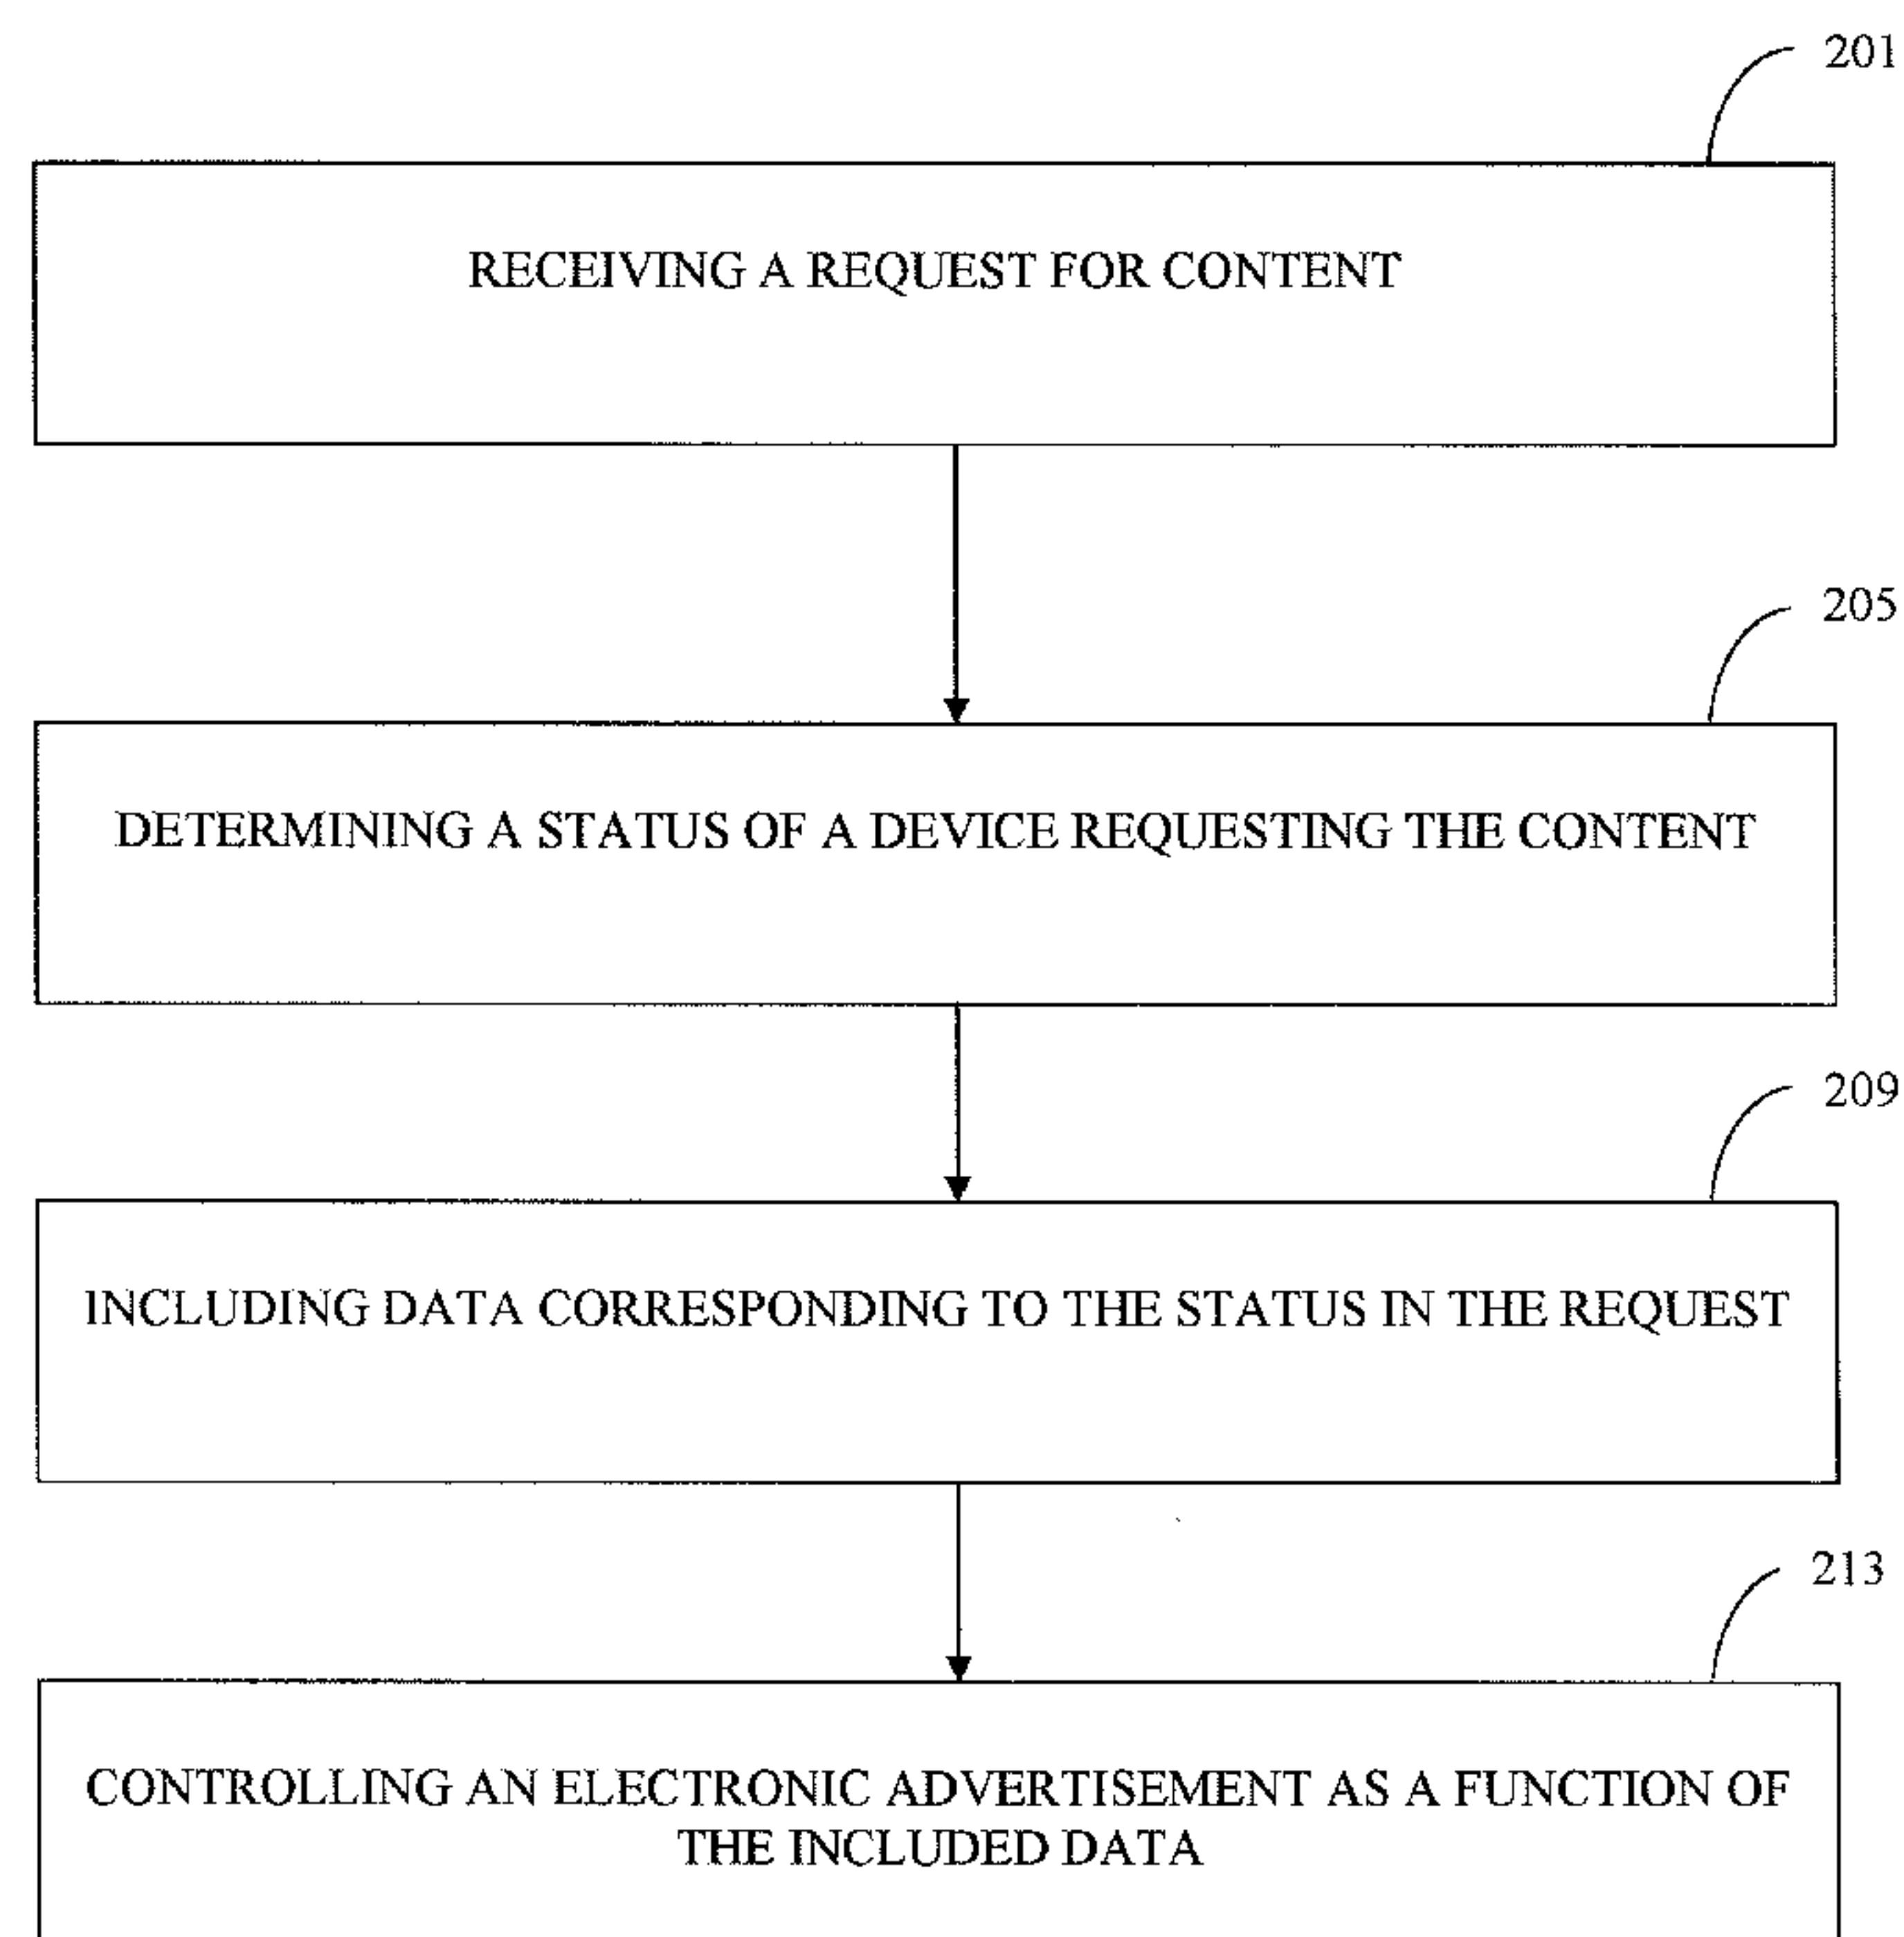 201
RECEIVING A REQUEST FOR CONTENT
205
DETERMINING A STATUS OF A DEVICE REQUESTING THE CONTENT
209
INCLUDING DATA CORRESPONDING TO THE STATUS IN THE REQUEST
213
CONTROLLING AN ELECTRONIC ADVERTISEMENT AS A FUNCTION OF
THE INCLUDED DATA